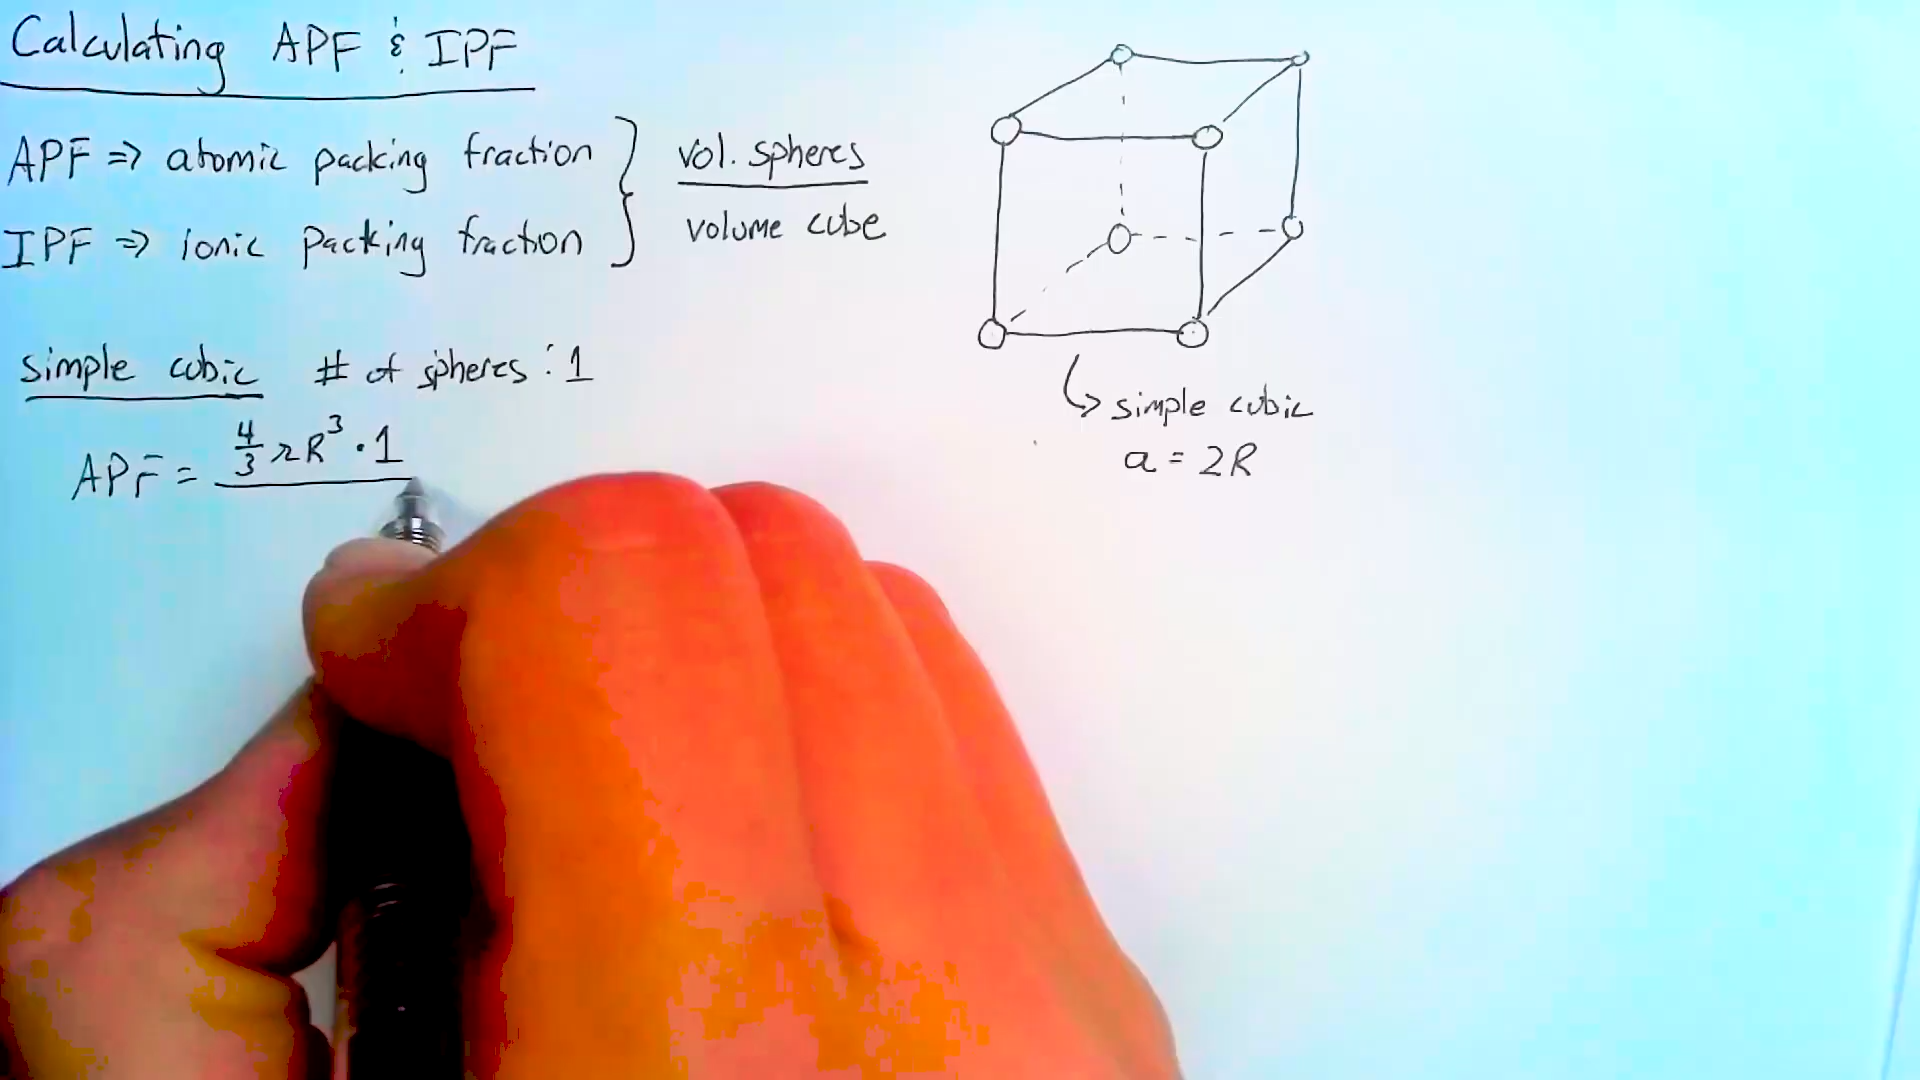 Calculating APF & IPF
APF => atomic packing fraction
IPF => ionic packing fraction
vol. spheres
volume cube
simple cubic # of spheres : 1
APF = 4/3 πR³ · 1
simple cubic
a = 2R